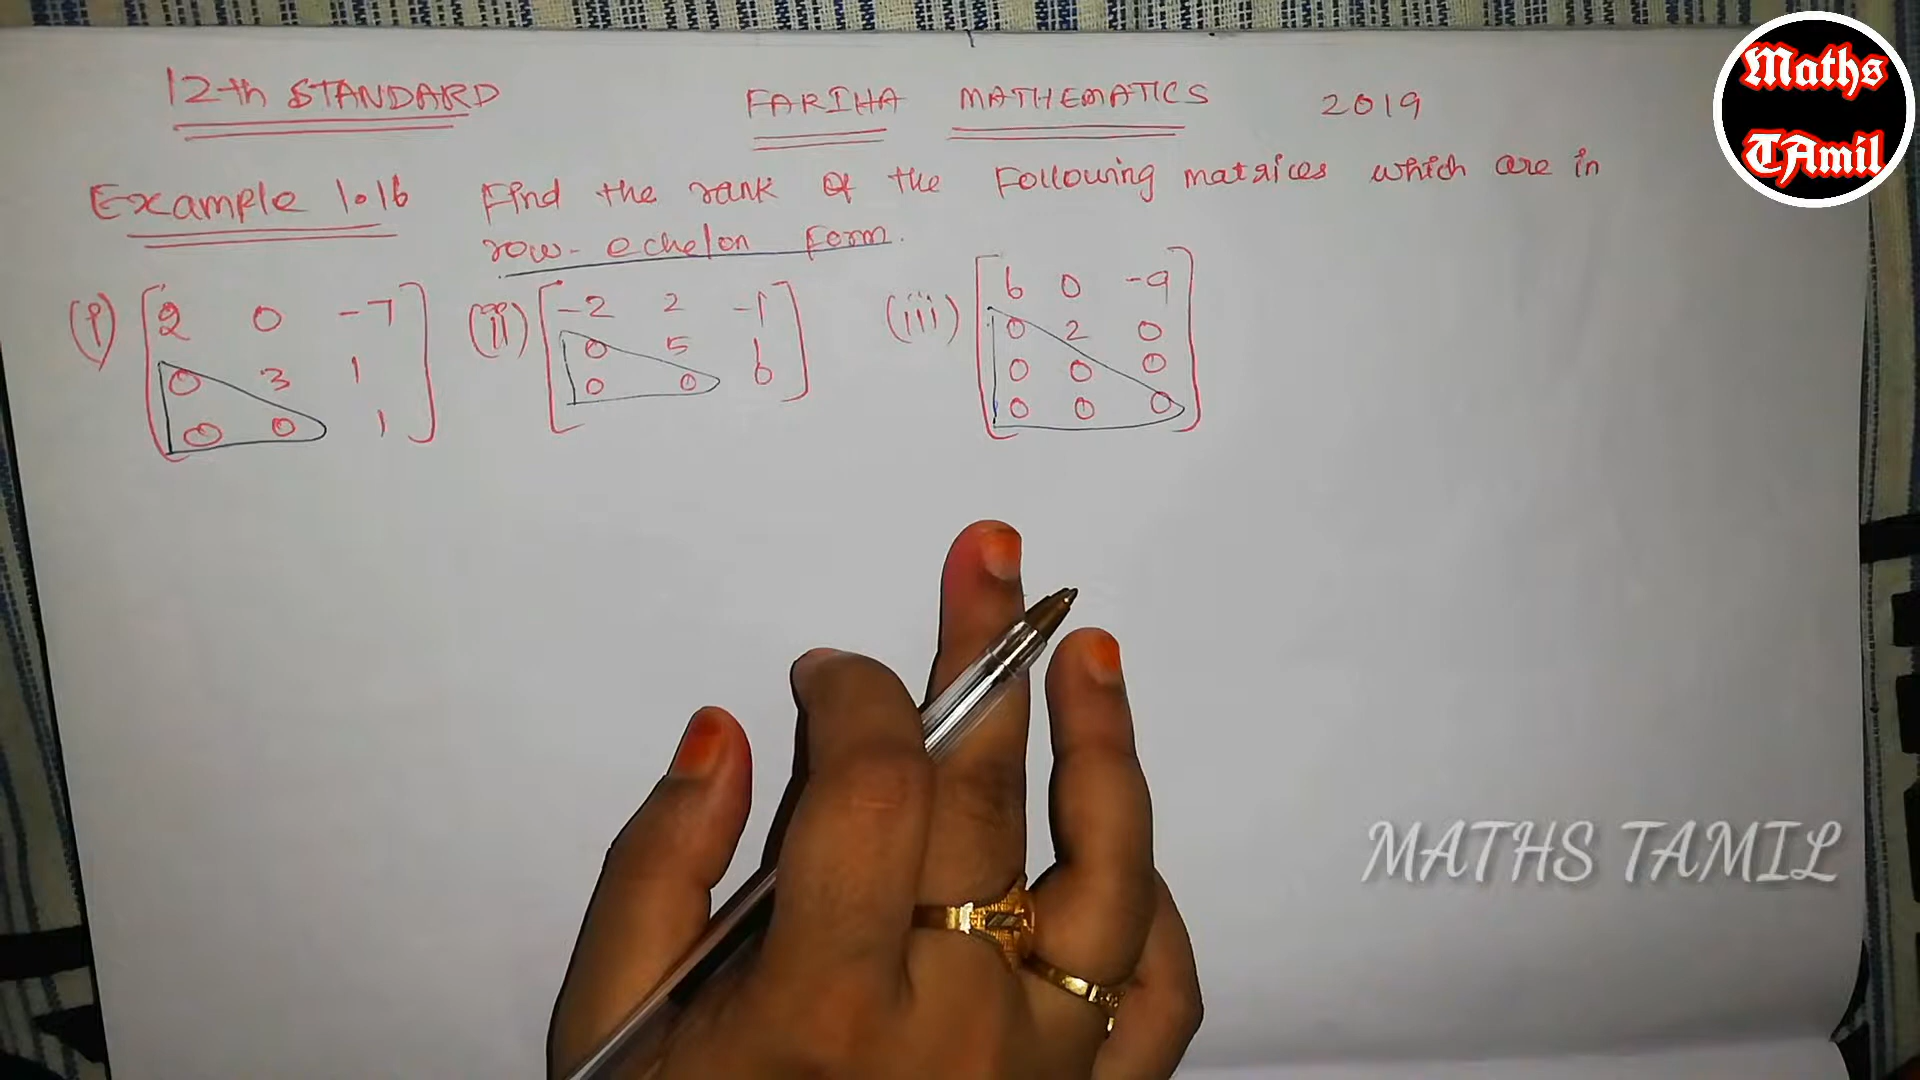 12th STANDARD FARIHA MATHEMATICS 2019
Example 1.16 Find the rank of the Following matrices which are in
row-echelon Form.
(i) [2 0 -7
0 3 1
0 0 1]
(ii) [-2 2 -1
0 5 1
0 0 6]
(iii) [6 0 -9
0 2 0
0 0 0
0 0 0]
Maths
TAmil
MATHS TAMIL